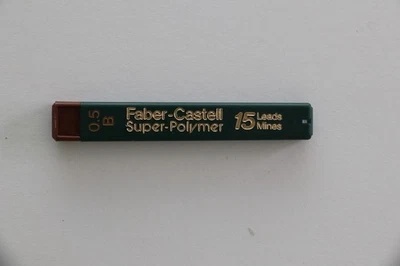 0.5
B
Faber-Castell
Super-Polymer
15 Leads
Mines